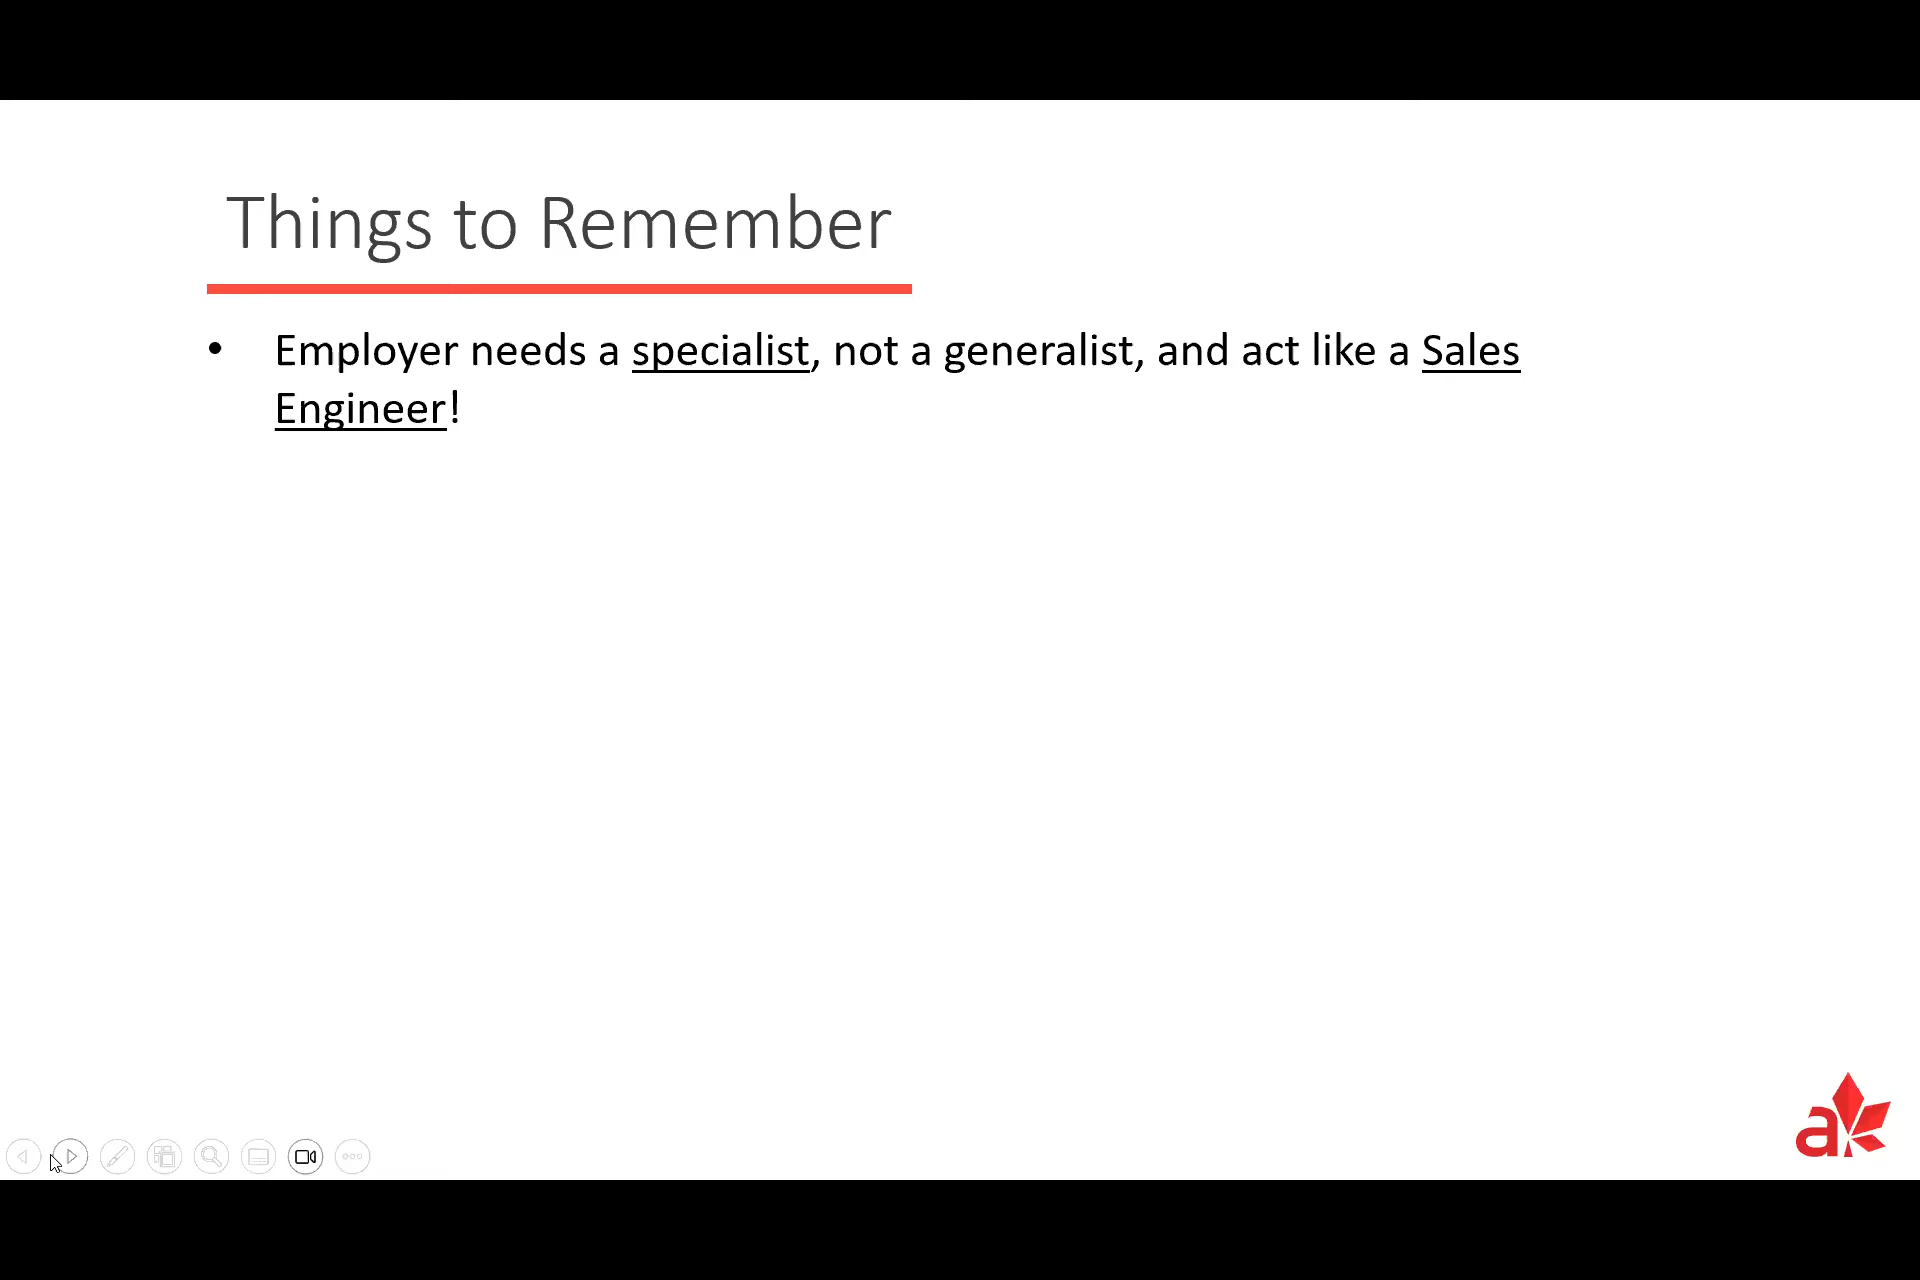 Things to Remember
• Employer needs a specialist, not a generalist, and act like a Sales
Engineer!
a